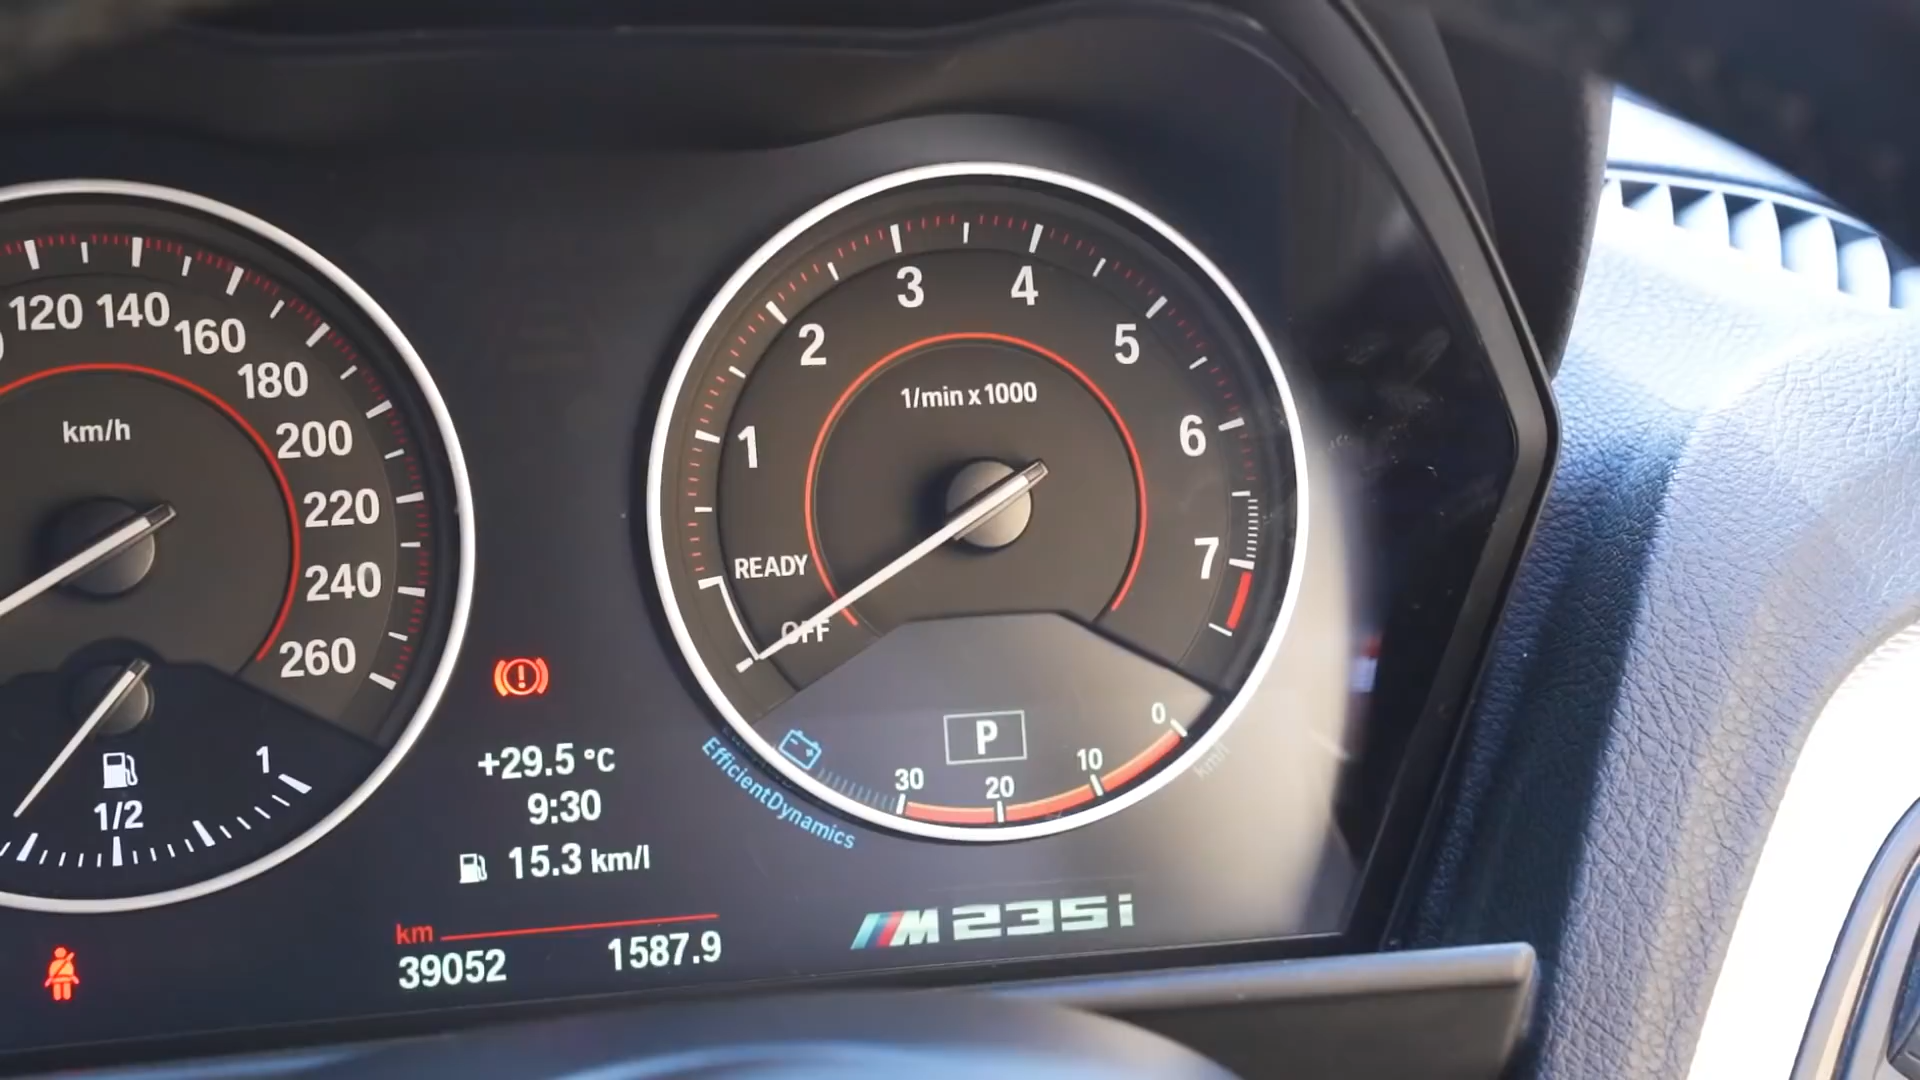 120 140 160 180 200 220 240 260
km/h
1/2 1
+29.5 °C
9:30
15.3 km/l
km
39052 1587.9
1 2 3 4 5 6 7
1/min x 1000
READY
OFF
P
30 20 10 0
km/l
EfficientDynamics
M235i